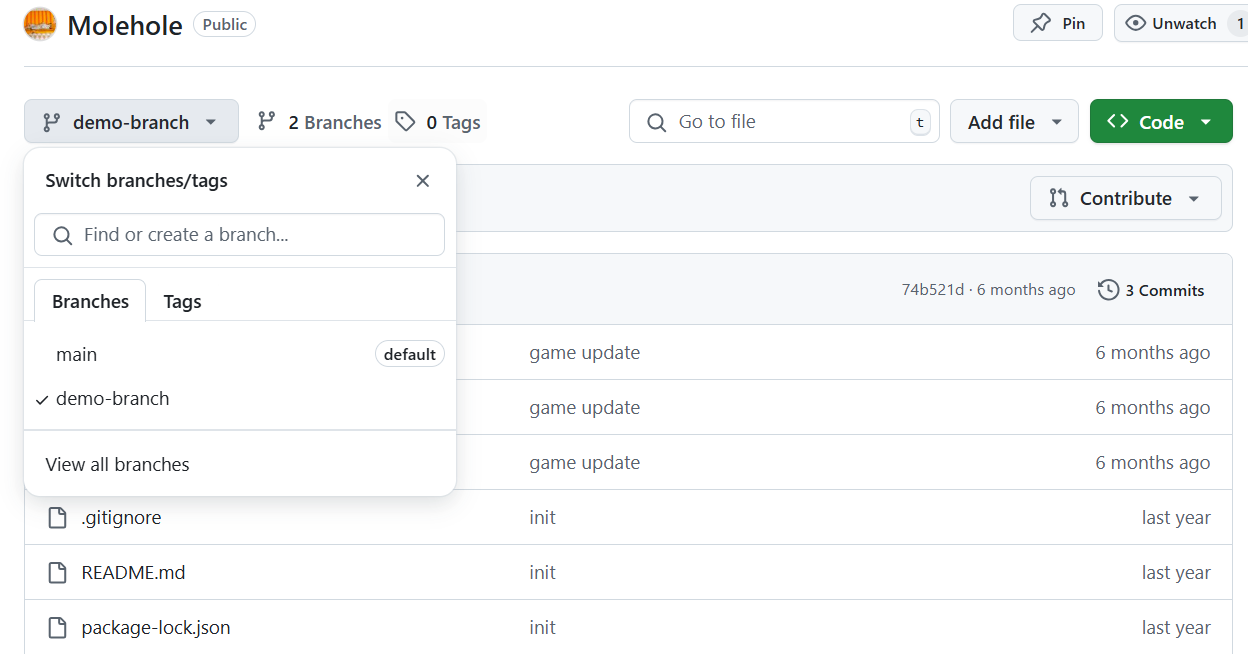 Molehole Public Pin Unwatch 1
demo-branch 2 Branches 0 Tags Go to file t Add file Code
Switch branches/tags
Contribute
Find or create a branch...
74b521d · 6 months ago 3 Commits
Branches Tags
main default
game update 6 months ago
demo-branch
game update 6 months ago
View all branches
game update 6 months ago
.gitignore init last year
README.md init last year
package-lock.json init last year